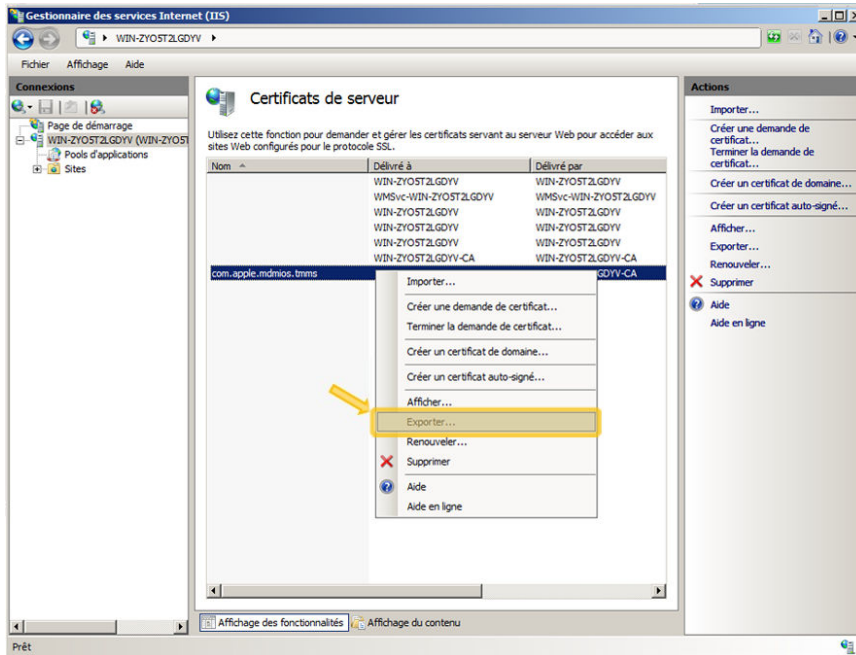 Gestionnaire des services Internet (IIS)
WIN-ZYO5T2LGDYV
Fichier Affichage Aide
Connexions
Page de démarrage
WIN-ZYO5T2LGDYV (WIN-ZYO5T
Pools d'applications
Sites
Certificats de serveur
Utilisez cette fonction pour demander et gérer les certificats servant au serveur Web pour accéder aux
sites Web configurés pour le protocole SSL.
Nom Délivré à Délivré par
WIN-ZYO5T2LGDYV WIN-ZYO5T2LGDYV
WMSvc-WIN-ZYO5T2LGDYV WMSvc-WIN-ZYO5T2LGDYV
WIN-ZYO5T2LGDYV WIN-ZYO5T2LGDYV
WIN-ZYO5T2LGDYV WIN-ZYO5T2LGDYV
WIN-ZYO5T2LGDYV WIN-ZYO5T2LGDYV
WIN-ZYO5T2LGDYV-CA WIN-ZYO5T2LGDYV-CA
com.apple.mdmios.tmms GDYV-CA
Importer...
Créer une demande de certificat...
Terminer la demande de certificat...
Créer un certificat de domaine...
Créer un certificat auto-signé...
Afficher...
Exporter...
Renouveler...
Supprimer
Aide
Aide en ligne
Affichage des fonctionnalités Affichage du contenu
Actions
Importer...
Créer une demande de
certificat...
Terminer la demande de
certificat...
Créer un certificat de domaine...
Créer un certificat auto-signé...
Afficher...
Exporter...
Renouveler...
Supprimer
Aide
Aide en ligne
Prêt